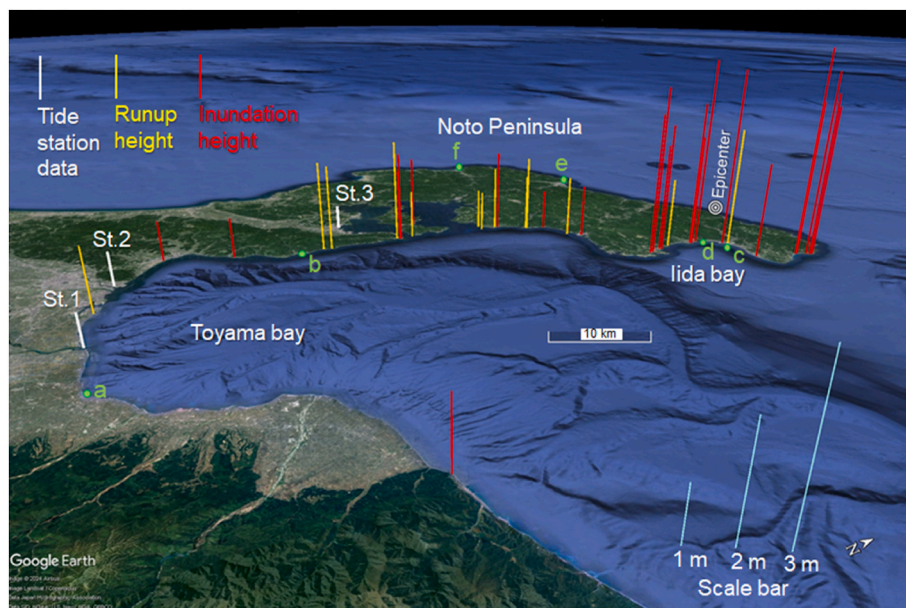 Tide
station
data
Runup
height
Inundation
height
Noto Peninsula
f
e
Epicenter
St.3
St.2
b
d
c
Iida bay
St.1
Toyama bay
10 km
a
1 m
2 m
3 m
Scale bar
N
Google Earth